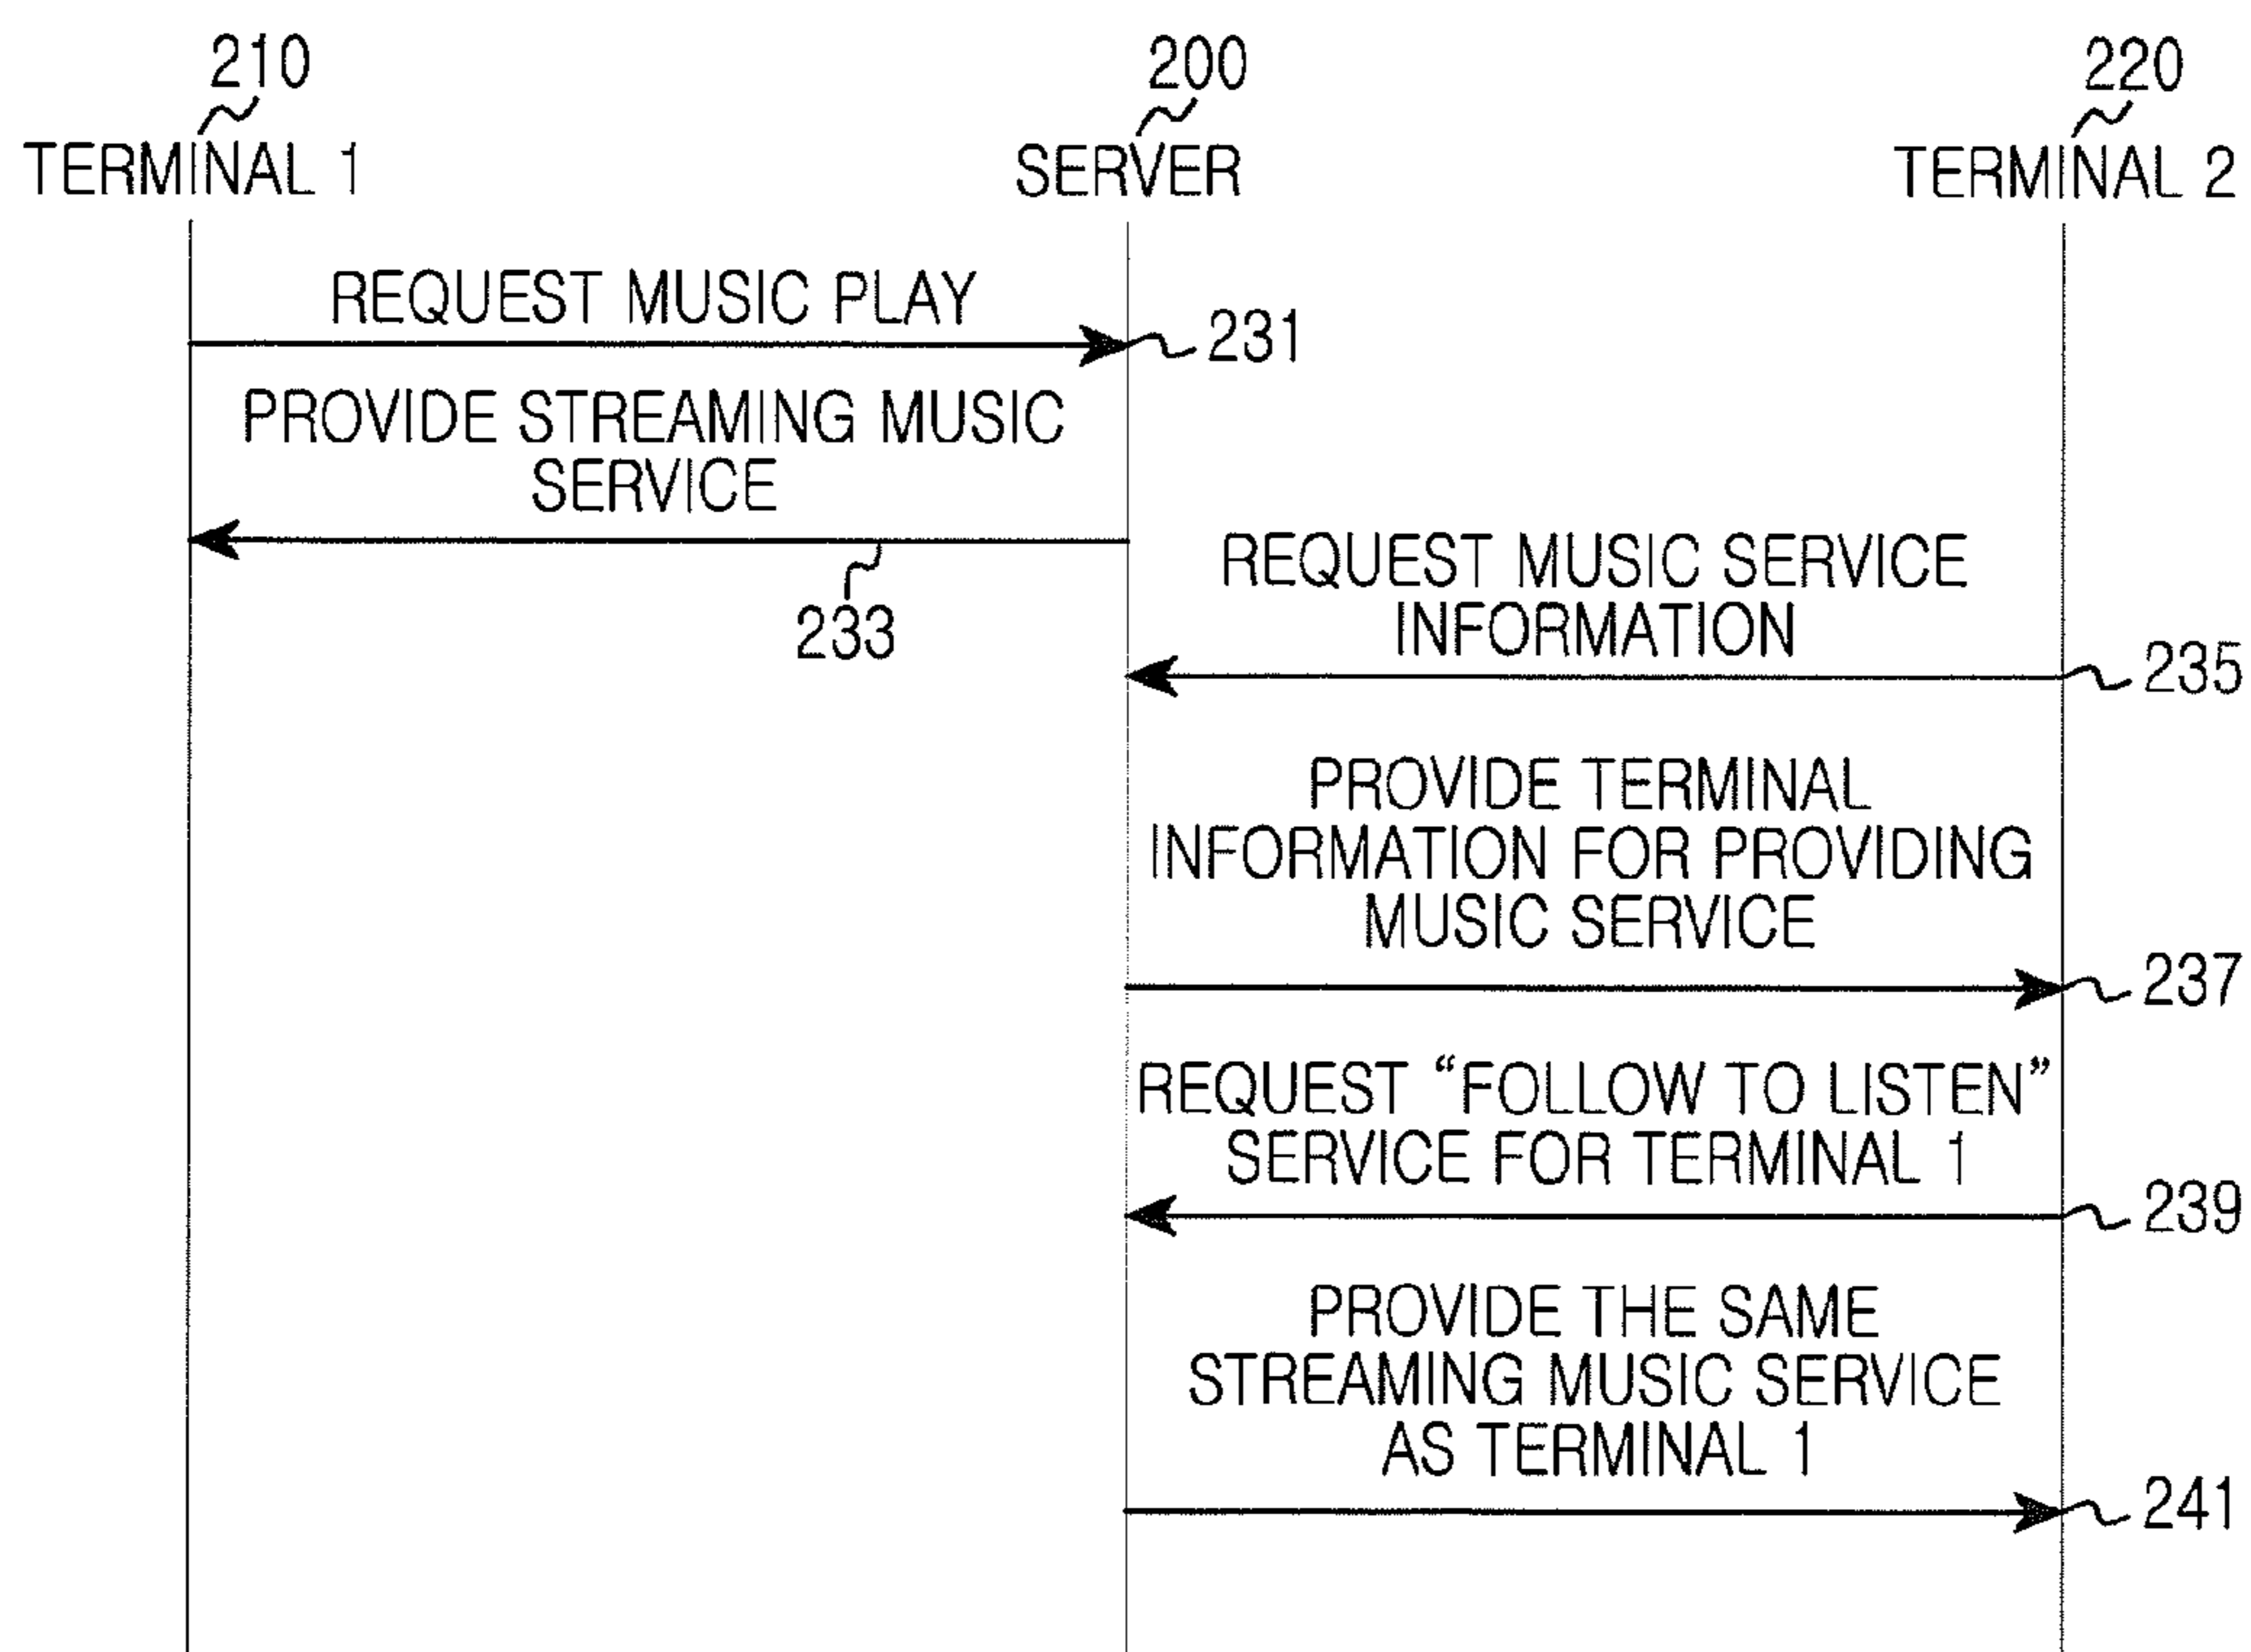 210
200
220
TERMINAL 1
SERVER
TERMINAL 2
REQUEST MUSIC PLAY
231
PROVIDE STREAMING MUSIC
SERVICE
233
REQUEST MUSIC SERVICE
INFORMATION
235
PROVIDE TERMINAL
INFORMATION FOR PROVIDING
MUSIC SERVICE
237
REQUEST “FOLLOW TO LISTEN”
SERVICE FOR TERMINAL 1
239
PROVIDE THE SAME
STREAMING MUSIC SERVICE
AS TERMINAL 1
241